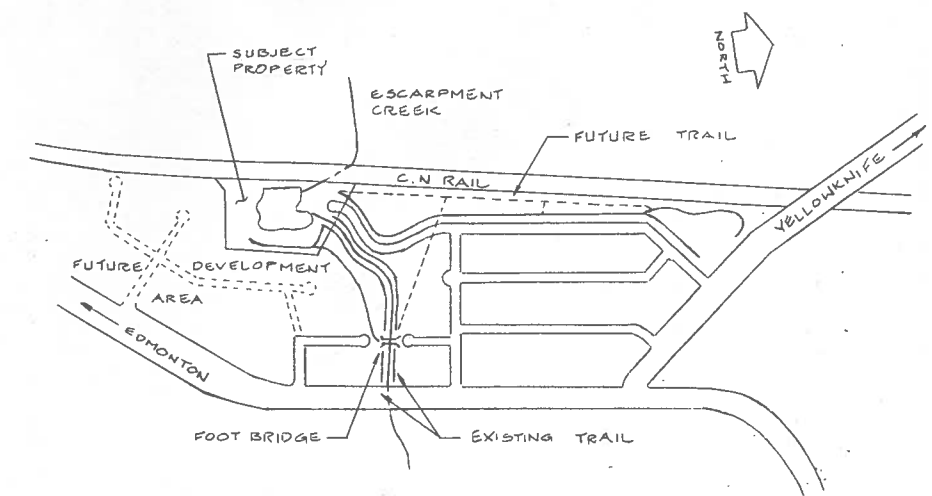 NORTH
SUBJECT
PROPERTY
ESCARPMENT
CREEK
FUTURE TRAIL
C.N RAIL
YELLOWKNIFE
FUTURE DEVELOPMENT
AREA
EDMONTON
FOOT BRIDGE
EXISTING TRAIL